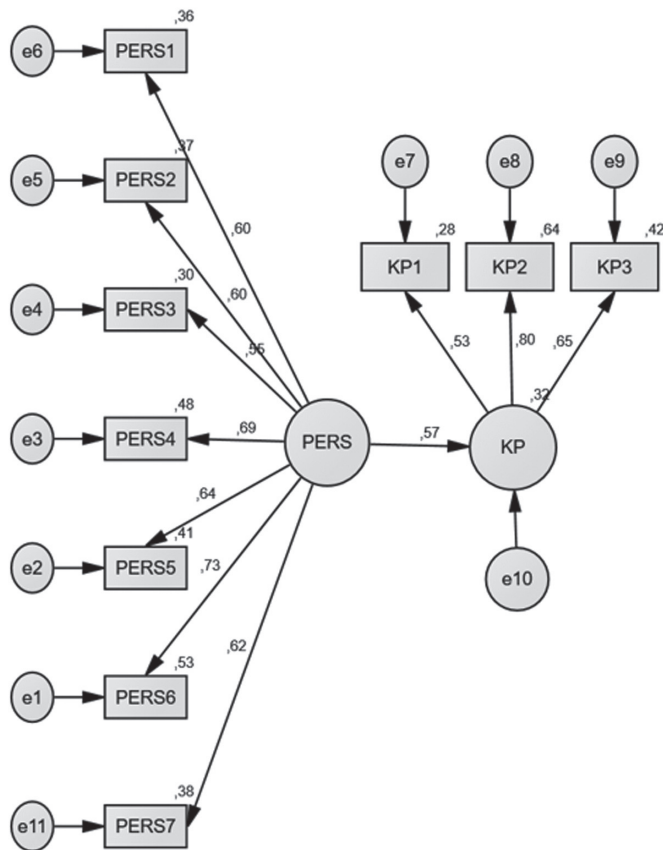 ,36
e6
PERS1
,37
e5
PERS2
,60
e7
e8
e9
,30
e4
PERS3
,60
,28
,64
,42
KP1
KP2
KP3
,55
,53
,80
,65
,48
e3
PERS4
,69
PERS
,57
,32
KP
,64
,41
e2
PERS5
,73
e10
,62
,53
e1
PERS6
,38
e11
PERS7